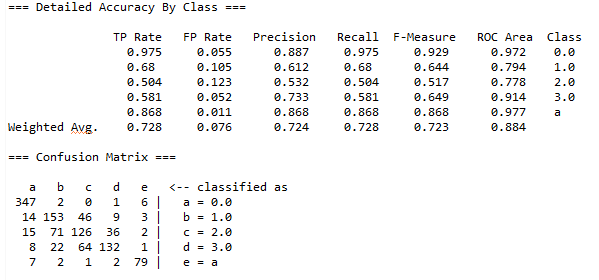 === Detailed Accuracy By Class ===
TP Rate FP Rate Precision Recall F-Measure ROC Area Class
0.975 0.055 0.887 0.975 0.929 0.972 0.0
0.68 0.105 0.612 0.68 0.644 0.794 1.0
0.504 0.123 0.532 0.504 0.517 0.778 2.0
0.581 0.052 0.733 0.581 0.649 0.914 3.0
0.868 0.011 0.868 0.868 0.868 0.977 a
Weighted Avg. 0.728 0.076 0.724 0.728 0.723 0.884
=== Confusion Matrix ===
a b c d e <-- classified as
347 2 0 1 6 | a = 0.0
14 153 46 9 3 | b = 1.0
15 71 126 36 2 | c = 2.0
8 22 64 132 1 | d = 3.0
7 2 1 2 79 | e = a